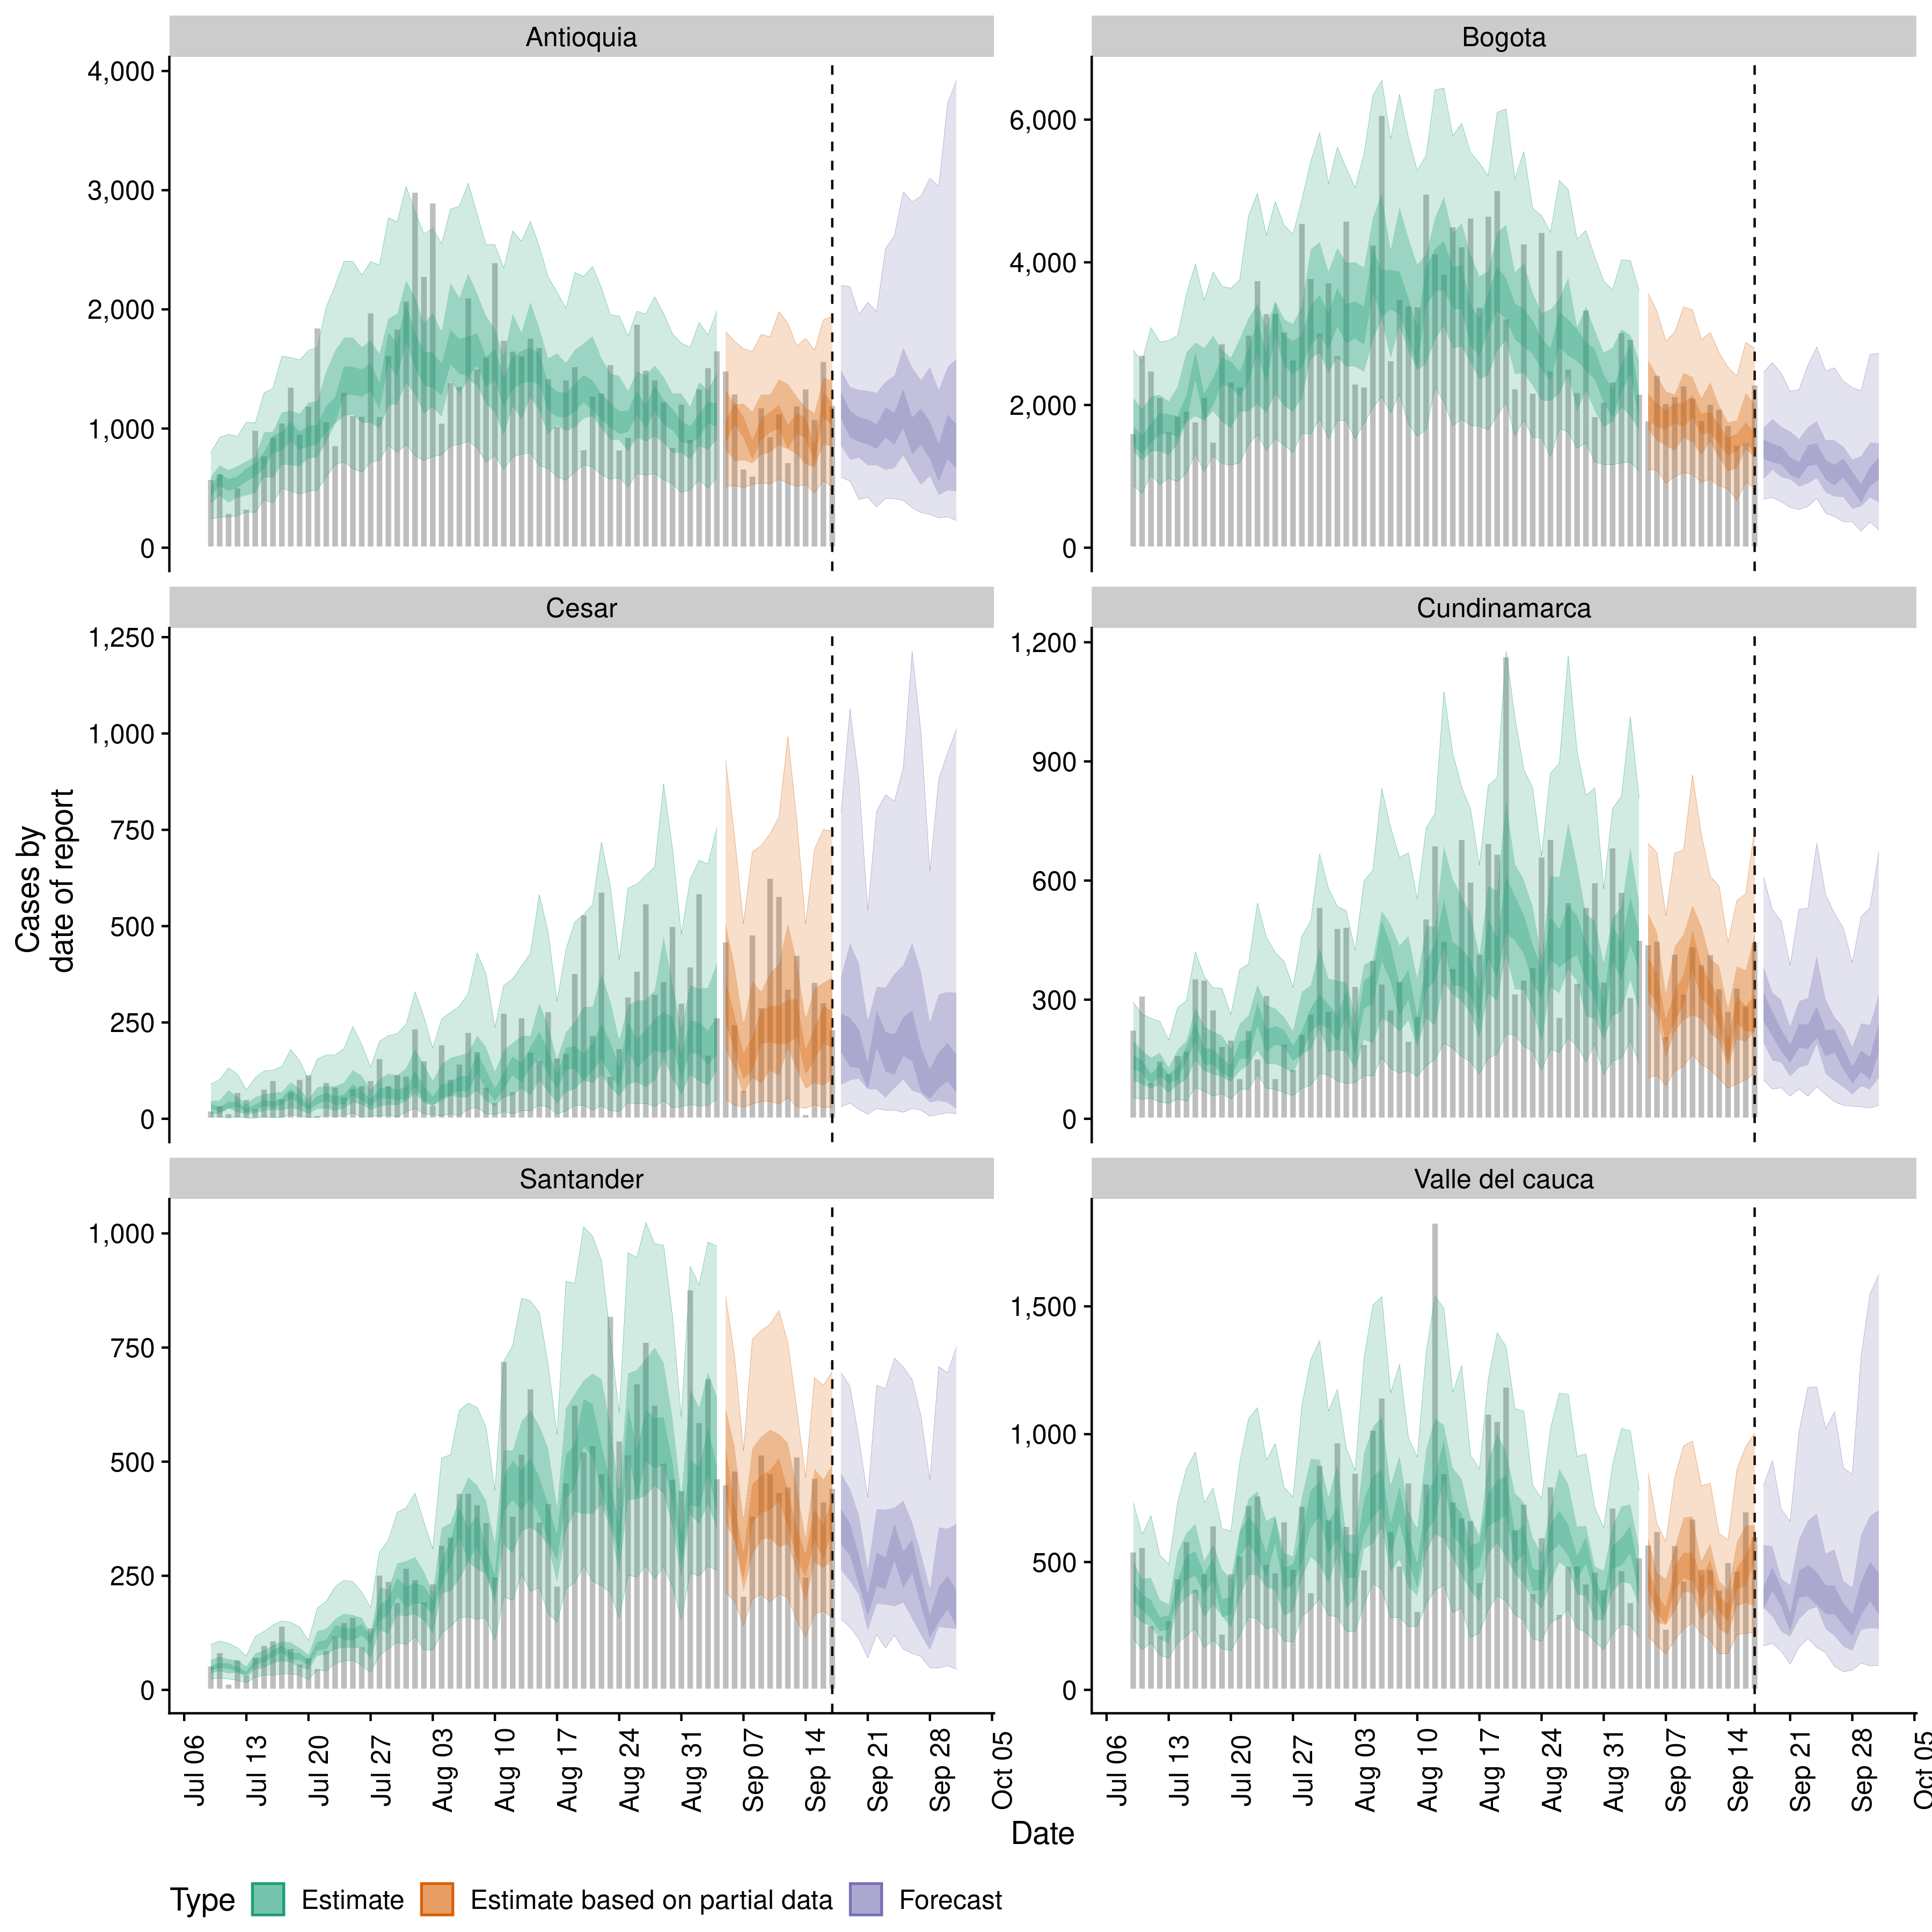 Antioquia
Bogota
4,000
3,000
2,000
1,000
0
6,000
4,000
2,000
0
Cesar
Cundinamarca
1,250
1,000
750
500
250
0
1,200
900
600
300
0
Santander
Valle del cauca
1,000
750
500
250
0
1,500
1,000
500
0
Cases by
date of report
Jul 06
Jul 13
Jul 20
Jul 27
Aug 03
Aug 10
Aug 17
Aug 24
Aug 31
Sep 07
Sep 14
Sep 21
Sep 28
Oct 05
Jul 06
Jul 13
Jul 20
Jul 27
Aug 03
Aug 10
Aug 17
Aug 24
Aug 31
Sep 07
Sep 14
Sep 21
Sep 28
Oct 05
Date
Type Estimate Estimate based on partial data Forecast